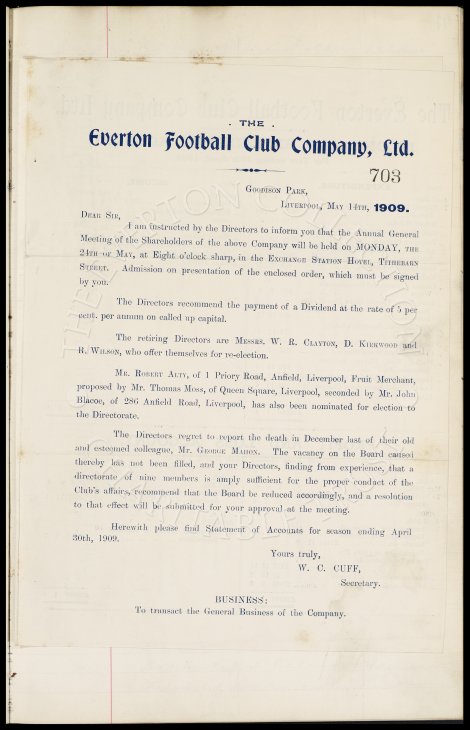 . THE .
Everton Football Club Company, Ltd.
703
GOODISON PARK,
LIVERPOOL, MAY 14TH, 1909.
DEAR SIR,
I am instructed by the Directors to inform you that the Annual General
Meeting of the Shareholders of the above Company will be held on MONDAY, THE
24TH OF MAY, at Eight o'clock sharp, in the EXCHANGE STATION HOTEL, TITHEBARN
STREET. Admission on presentation of the enclosed order, which must be signed
by you.
The Directors recommend the payment of a Dividend at the rate of 5 per
cent. per annum on called up capital.
The retiring Directors are MESSRS. W. R. CLAYTON, D. KIRKWOOD and
R. WILSON, who offer themselves for re-election.
MR. ROBERT ALTY, of 1 Priory Road, Anfield, Liverpool, Fruit Merchant,
proposed by Mr. Thomas Moss, of Queen Square, Liverpool, seconded by Mr. John
Blacoe, of 286 Anfield Road, Liverpool, has also been nominated for election to
the Directorate.
The Directors regret to report the death in December last of their old
and esteemed colleague, MR. GEORGE MAHON. The vacancy on the Board caused
thereby has not been filled, and your Directors, finding from experience, that a
directorate of nine members is amply sufficient for the proper conduct of the
Club's affairs, recommend that the Board be reduced accordingly, and a resolution
to that effect will be submitted for your approval at the meeting.
Herewith please find Statement of Accounts for season ending April
30th, 1909.
Yours truly,
W. C. CUFF,
Secretary.
BUSINESS:
To transact the General Business of the Company.
THE EVERTON COLLECTION